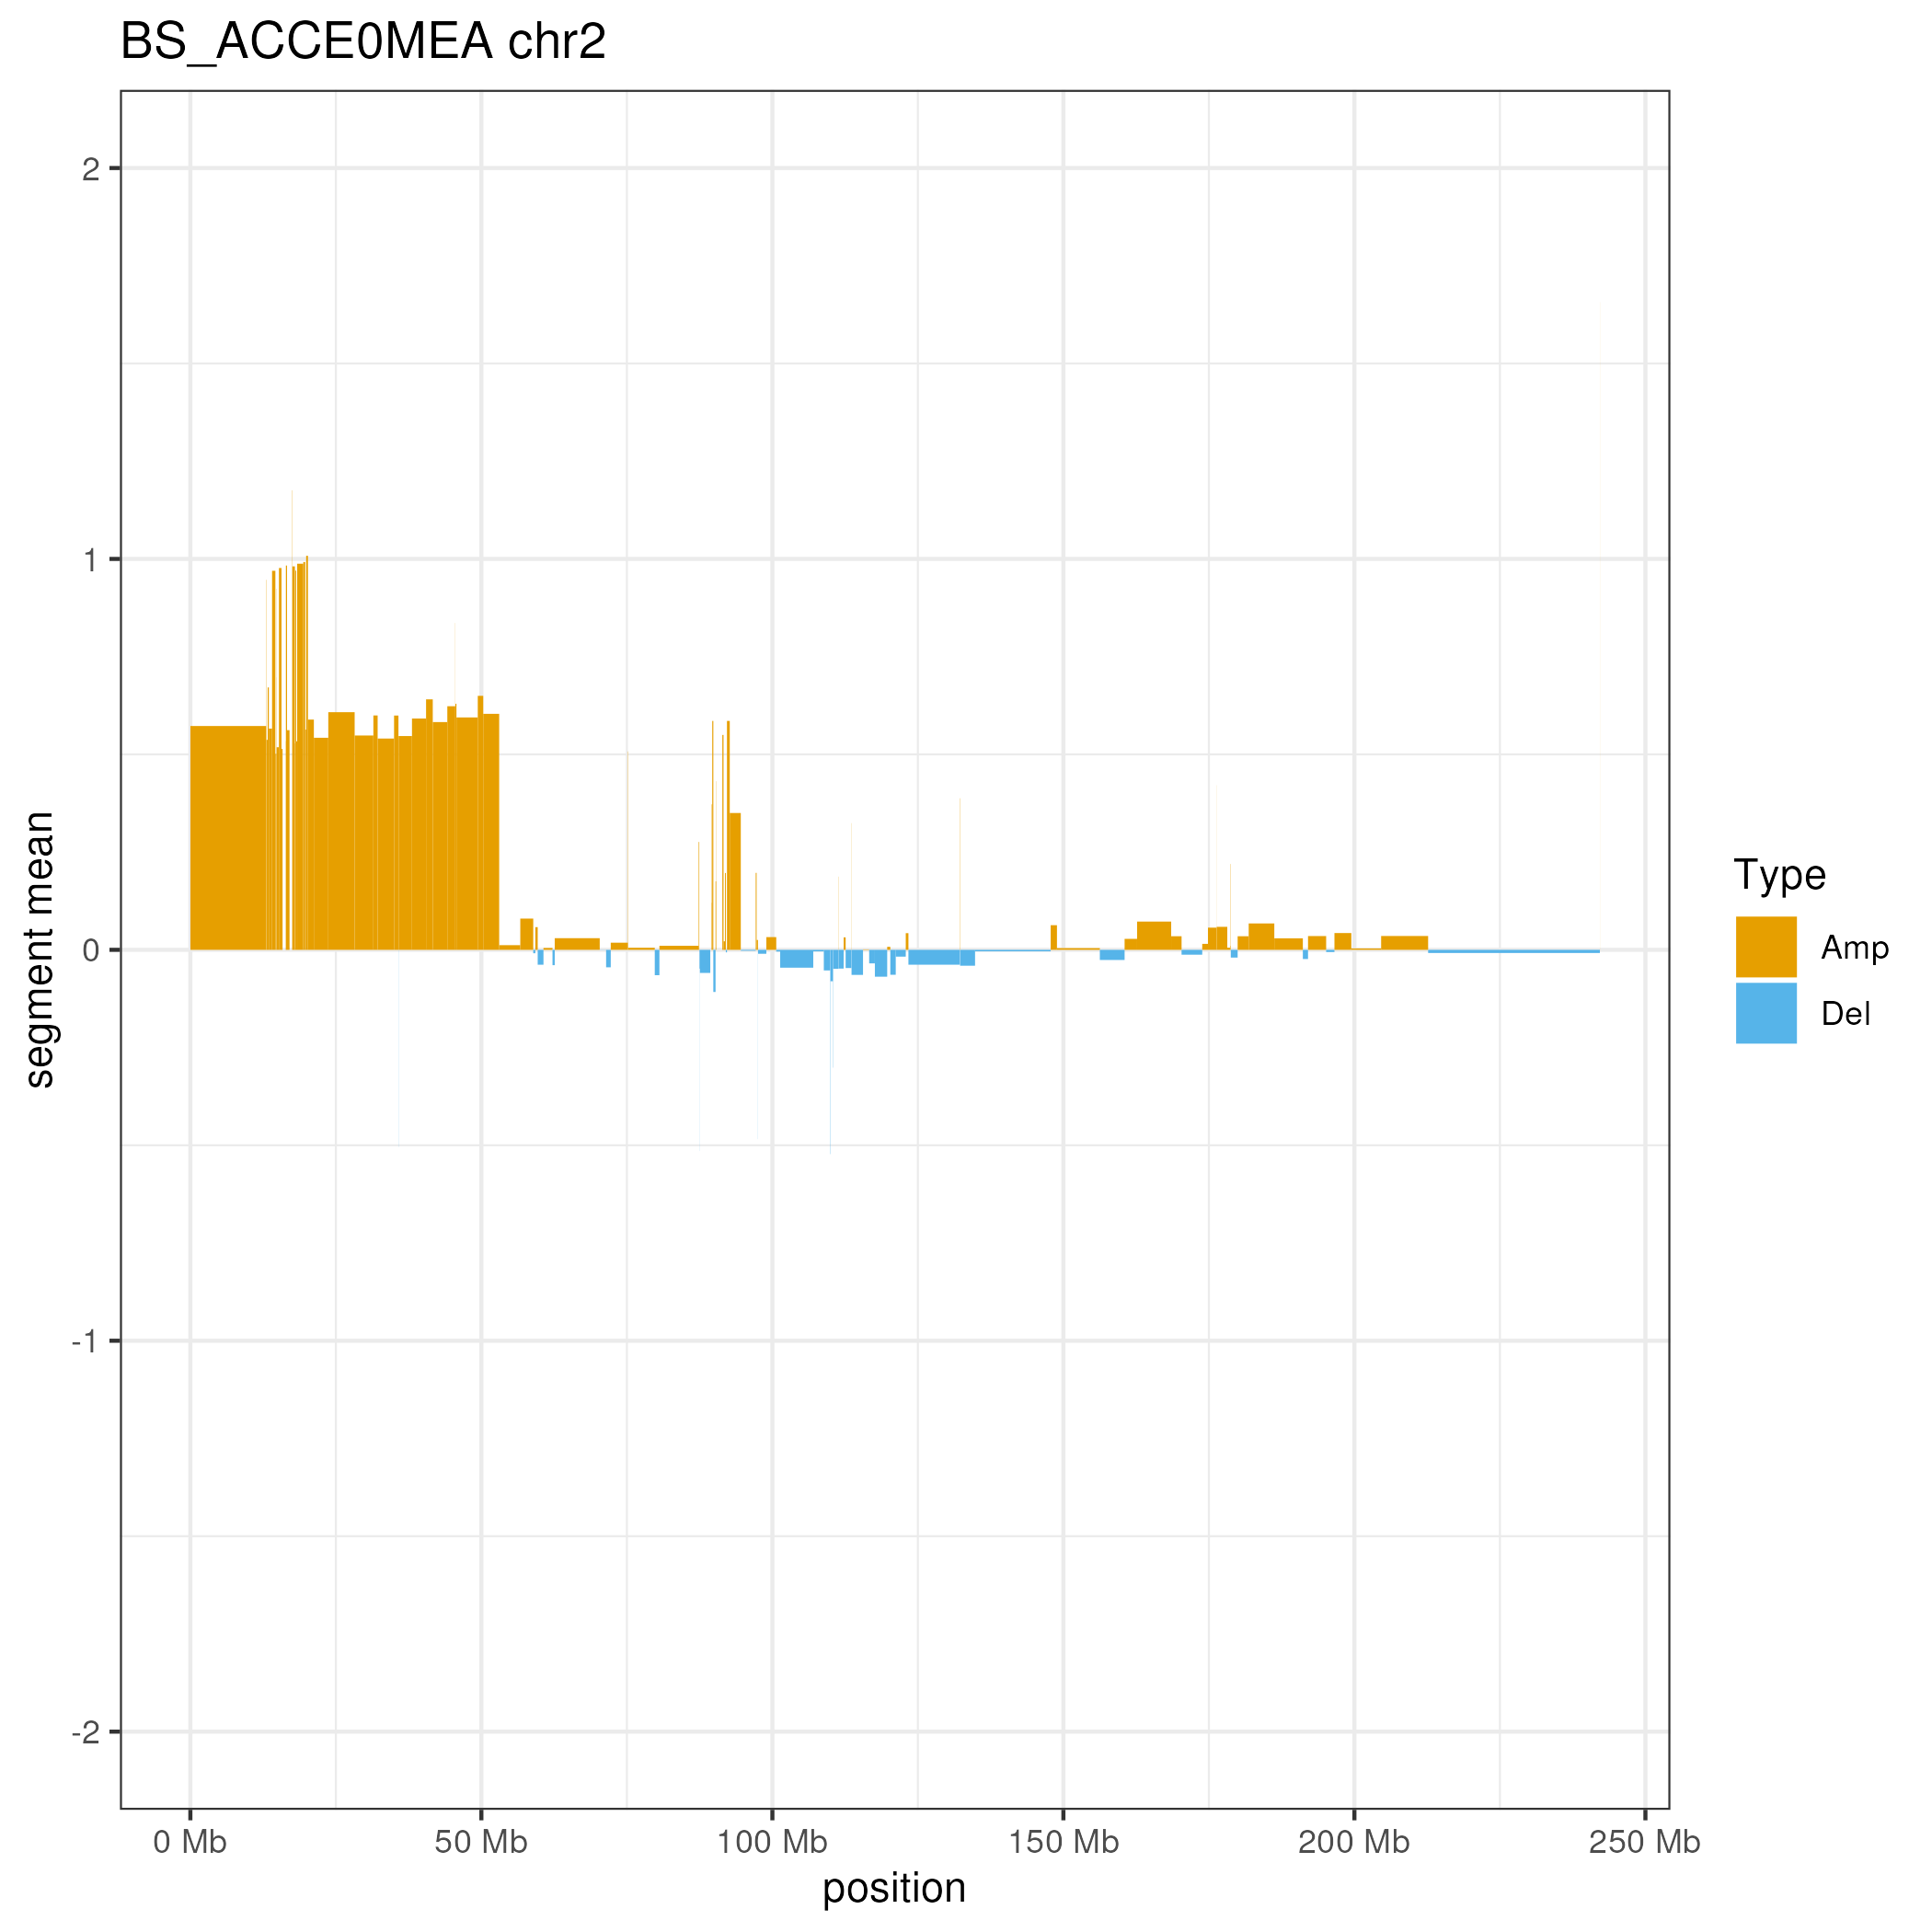 BS_ACCE0MEA chr2
2
1
0
-1
-2
segment mean
0 Mb
50 Mb
100 Mb
150 Mb
200 Mb
250 Mb
position
Type
Amp
Del